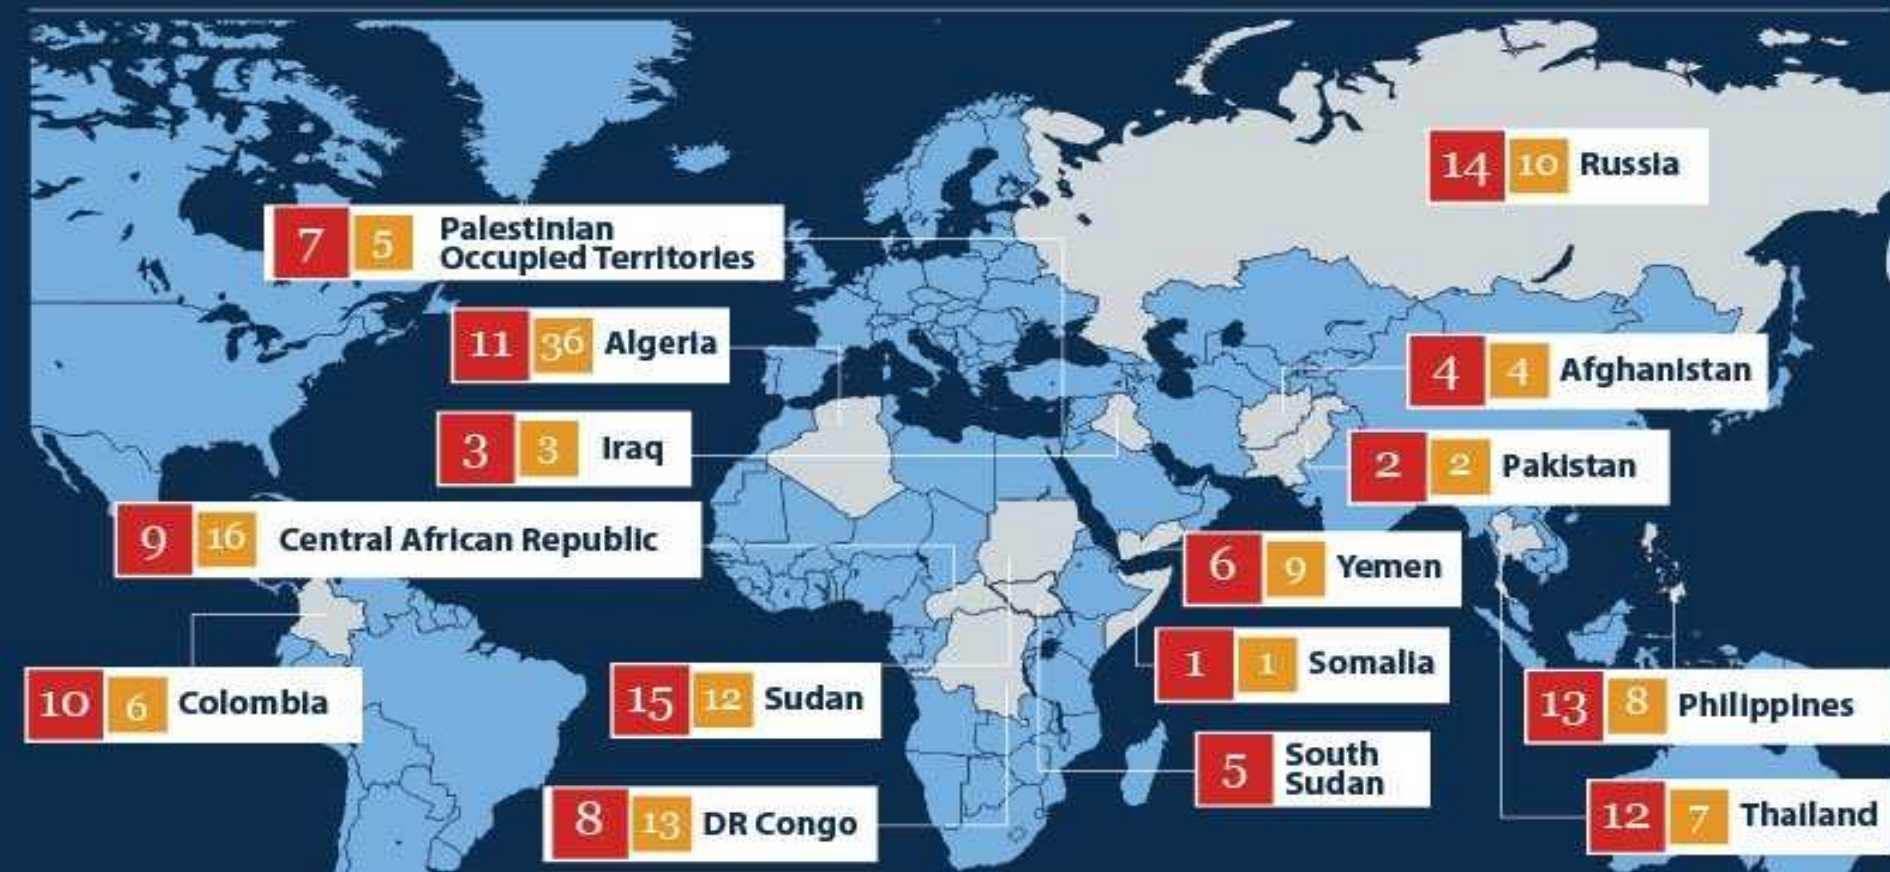 14 10 Russia
7 5 Palestinian
Occupied Territories
11 36 Algeria
4 4 Afghanistan
3 3 Iraq
2 2 Pakistan
9 16 Central African Republic
6 9 Yemen
1 1 Somalia
10 6 Colombia
15 12 Sudan
13 8 Philippines
5 South
Sudan
8 13 DR Congo
12 7 Thailand